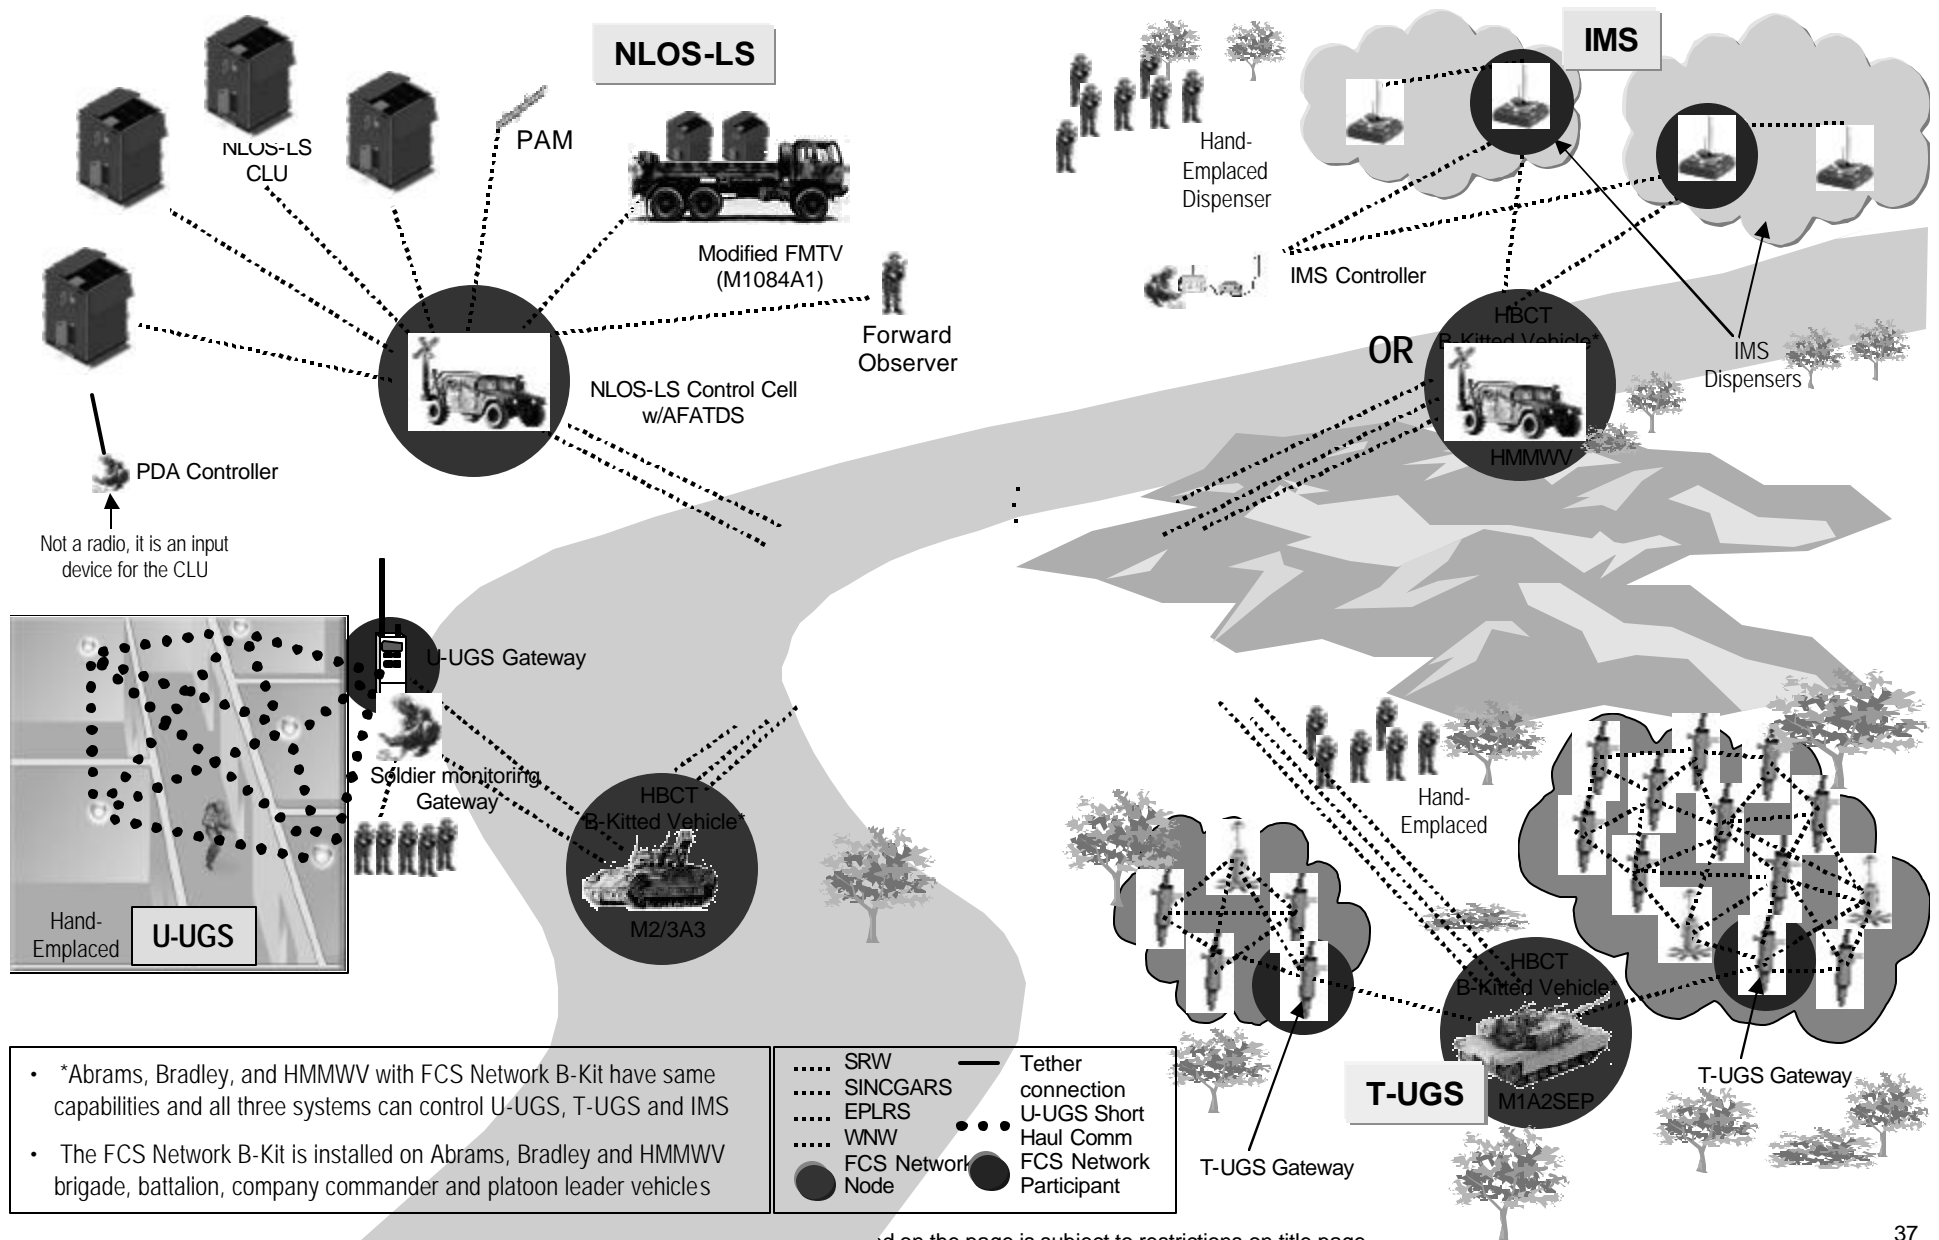 NLOS-LS
NLOS-LS
CLU
PAM
Modified FMTV
(M1084A1)
Forward
Observer
NLOS-LS Control Cell
w/AFATDS
PDA Controller
Not a radio, it is an input
device for the CLU
IMS
Hand-
Emplaced
Dispenser
IMS Controller
IMS
Dispensers
OR
HBCT
B-Kitted Vehicle*
HMMWV
U-UGS Gateway
Soldier monitoring
Gateway
Hand-
Emplaced
U-UGS
HBCT
B-Kitted Vehicle*
M2/3A3
Hand-
Emplaced
HBCT
B-Kitted Vehicle*
M1A2SEP
T-UGS
T-UGS Gateway
T-UGS Gateway
• *Abrams, Bradley, and HMMWV with FCS Network B-Kit have same
capabilities and all three systems can control U-UGS, T-UGS and IMS
• The FCS Network B-Kit is installed on Abrams, Bradley and HMMWV
brigade, battalion, company commander and platoon leader vehicles
SRW
SINCGARS
EPLRS
WNW
FCS Network
Node
Tether
connection
U-UGS Short
Haul Comm
FCS Network
Participant
on the page is subject to restrictions on title page
37